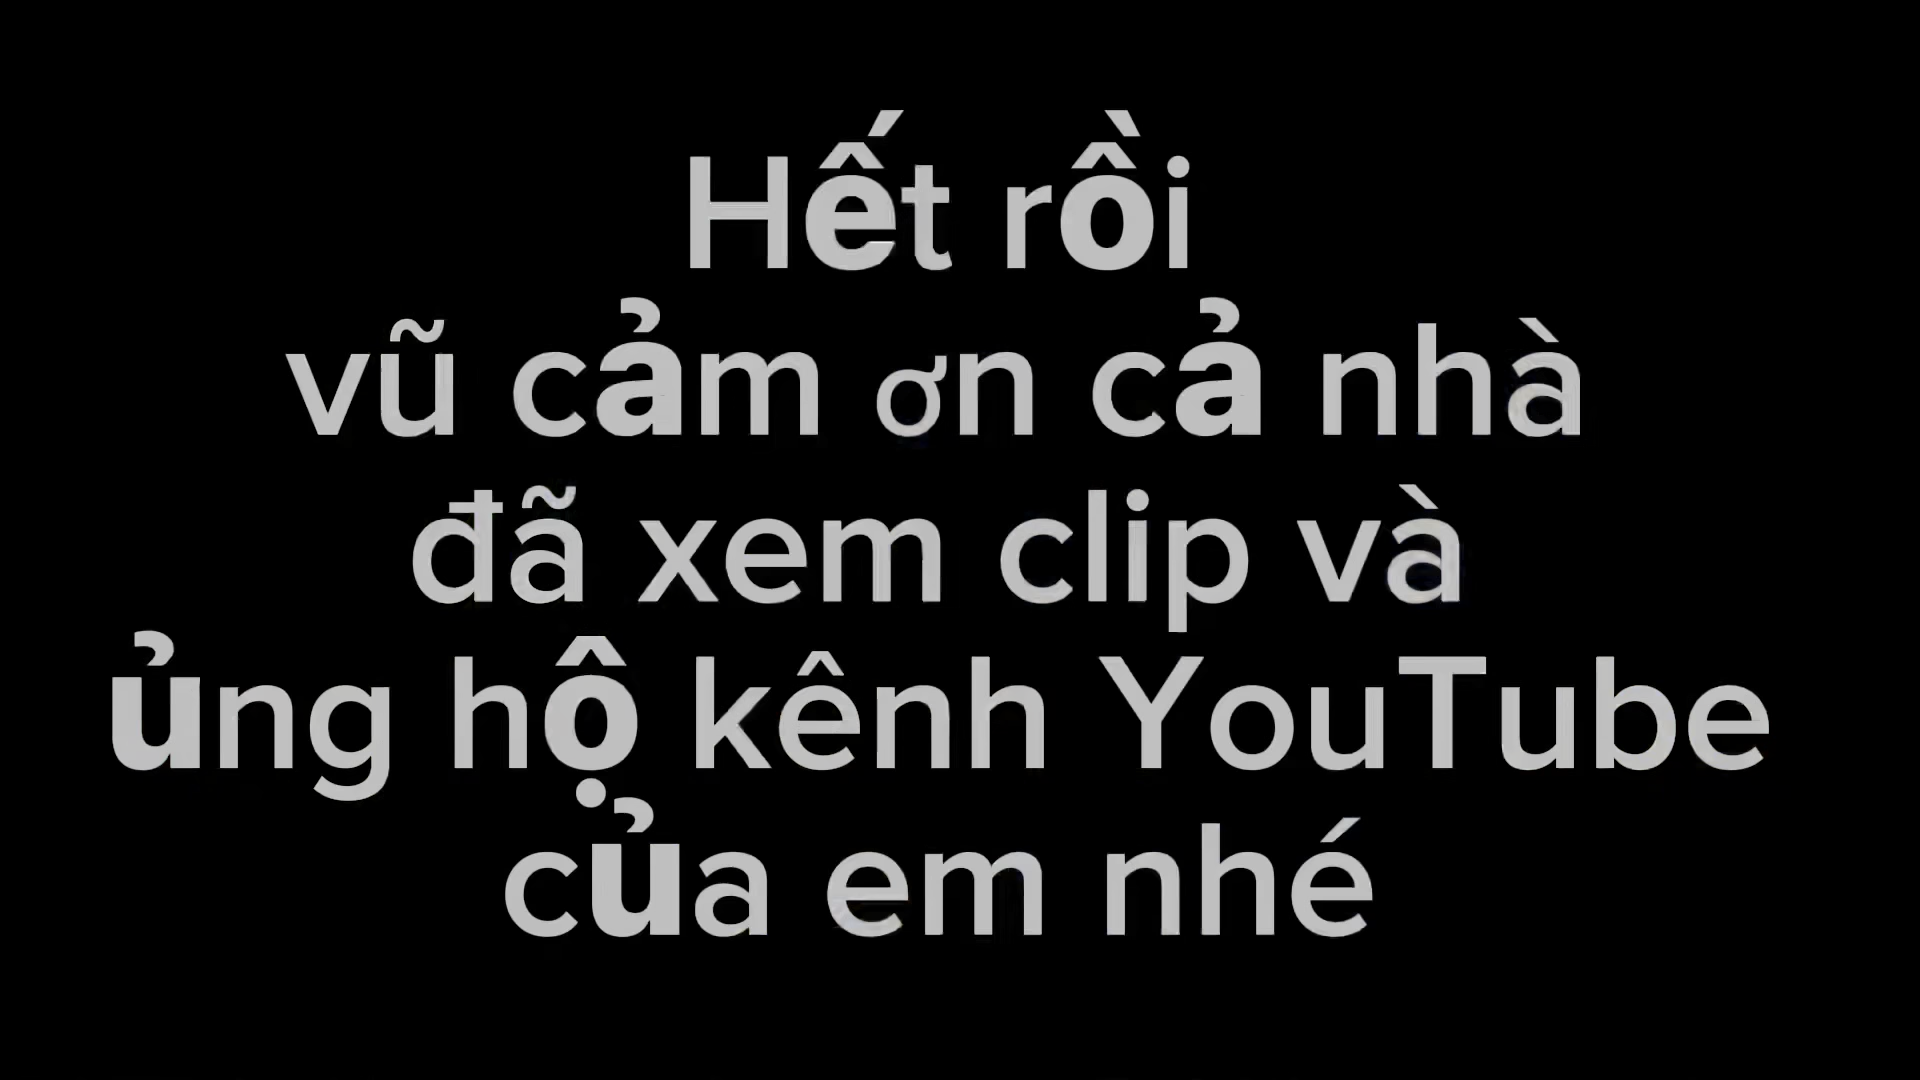 Hết rồi
vũ cảm ơn cả nhà
đã xem clip và
ủng hộ kênh YouTube
của em nhé